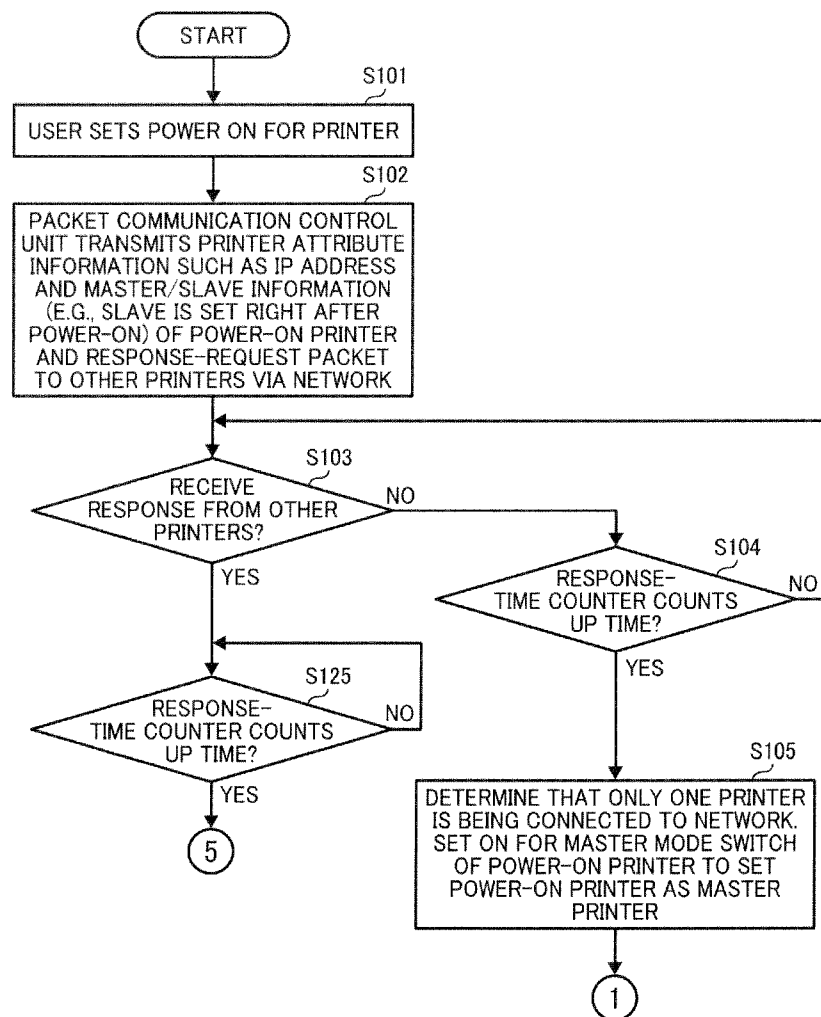 START
S101
USER SETS POWER ON FOR PRINTER
S102
PACKET COMMUNICATION CONTROL
UNIT TRANSMITS PRINTER ATTRIBUTE
INFORMATION SUCH AS IP ADDRESS
AND MASTER/SLAVE INFORMATION
(E.G., SLAVE IS SET RIGHT AFTER
POWER-ON) OF POWER-ON PRINTER
AND RESPONSE-REQUEST PACKET
TO OTHER PRINTERS VIA NETWORK
S103
RECEIVE
RESPONSE FROM OTHER
PRINTERS?
NO
YES
S104
RESPONSE-
TIME COUNTER COUNTS
UP TIME?
NO
YES
S125
RESPONSE-
TIME COUNTER COUNTS
UP TIME?
NO
YES
5
S105
DETERMINE THAT ONLY ONE PRINTER
IS BEING CONNECTED TO NETWORK.
SET ON FOR MASTER MODE SWITCH
OF POWER-ON PRINTER TO SET
POWER-ON PRINTER AS MASTER
PRINTER
1